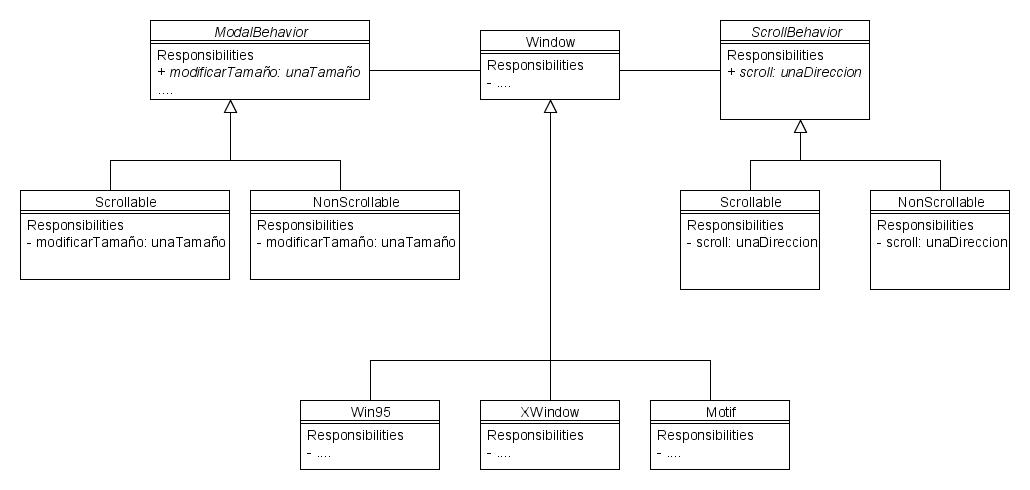 ModalBehavior
Responsibilities
+ modificarTamaño: unaTamaño
....
Window
Responsibilities
- ....
ScrollBehavior
Responsibilities
+ scroll: unaDireccion
Scrollable
Responsibilities
- modificarTamaño: unaTamaño
NonScrollable
Responsibilities
- modificarTamaño: unaTamaño
Scrollable
Responsibilities
- scroll: unaDireccion
NonScrollable
Responsibilities
- scroll: unaDireccion
Win95
Responsibilities
- ....
XWindow
Responsibilities
- ....
Motif
Responsibilities
- ....